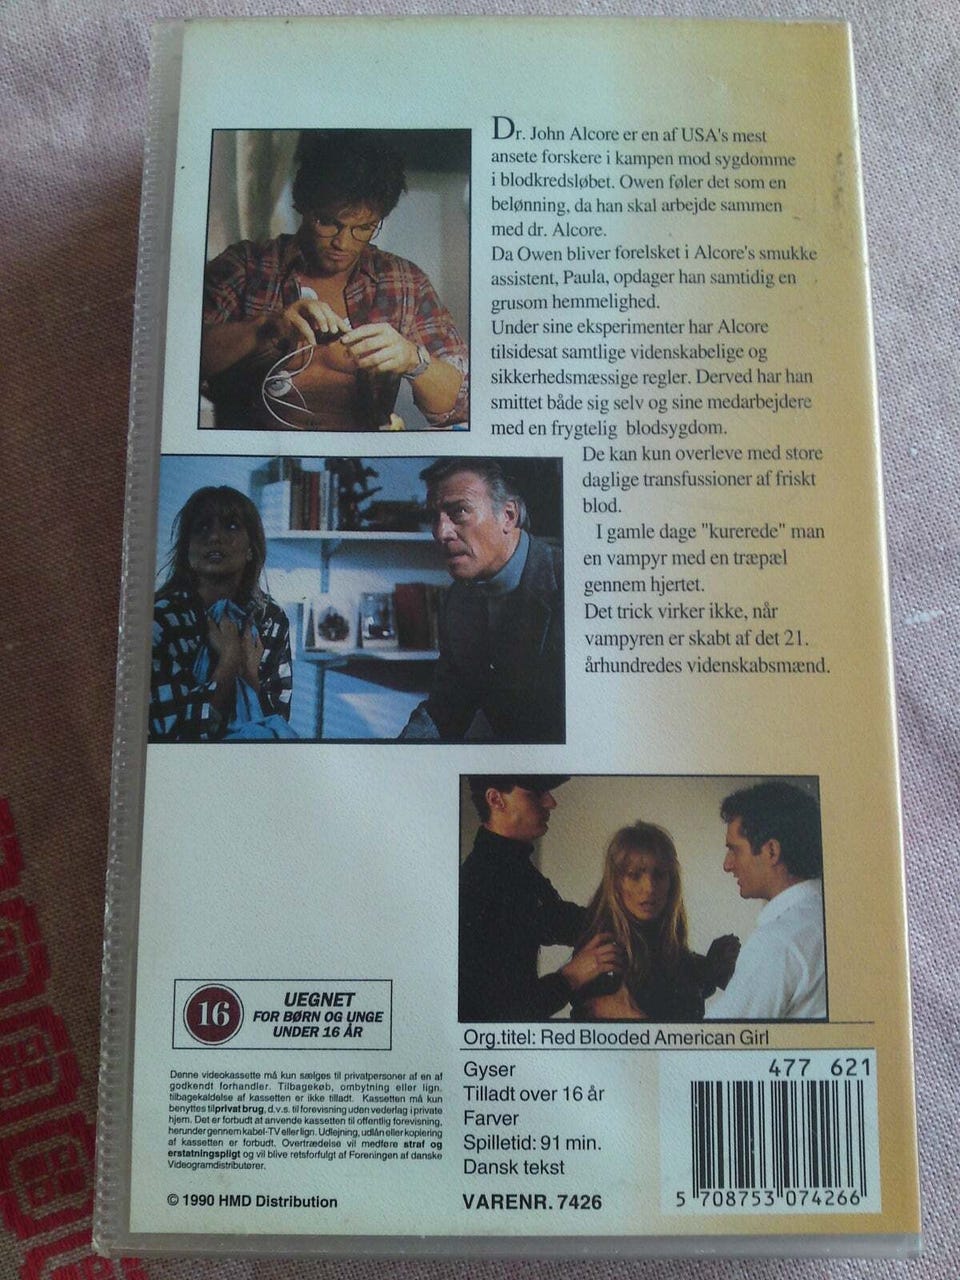 Dr. John Alcore er en af USA's mest
ansete forskere i kampen mod sygdomme
i blodkredsløbet. Owen føler det som en
belønning, da han skal arbejde sammen
med dr. Alcore.
Da Owen bliver forelsket i Alcore's smukke
assistent, Paula, opdager han samtidig en
grusom hemmelighed.
Under sine eksperimenter har Alcore
tilsidesat samtlige videnskabelige og
sikkerhedsmæssige regler. Derved har han
smittet både sig selv og sine medarbejdere
med en frygtelig blodsygdom.
De kan kun overleve med store
daglige transfussioner af friskt
blod.
I gamle dage "kurerede" man
en vampyr med en træpæl
gennem hjertet.
Det trick virker ikke, når
vampyren er skabt af det 21.
århundredes videnskabsmænd.
16
UEGNET
FOR BØRN OG UNGE
UNDER 16 ÅR
Denne videokassette må kun sælges til privatpersoner af en af
godkendt forhandler. Tilbagekøb, ombytning eller lign.
tilbagekaldelse af kassetten er ikke tilladt. Kassetten må kun
benyttes til privat brug, d.v.s. til forevisning uden vederlag i private
hjem. Det er forbudt at anvende kassetten til offentlig forevisning,
herunder gennem kabel-TV eller lign. Udlejning, udlån eller kopiering
af kassetten er forbudt. Overtrædelse vil medføre straf og
erstatningspligt og vil blive retsforfulgt af Foreningen af danske
Videogramdistributører.
© 1990 HMD Distribution
Org.titel: Red Blooded American Girl
Gyser
Tilladt over 16 år
Farver
Spilletid: 91 min.
Dansk tekst
VARENR. 7426
477 621
5 708753 074266